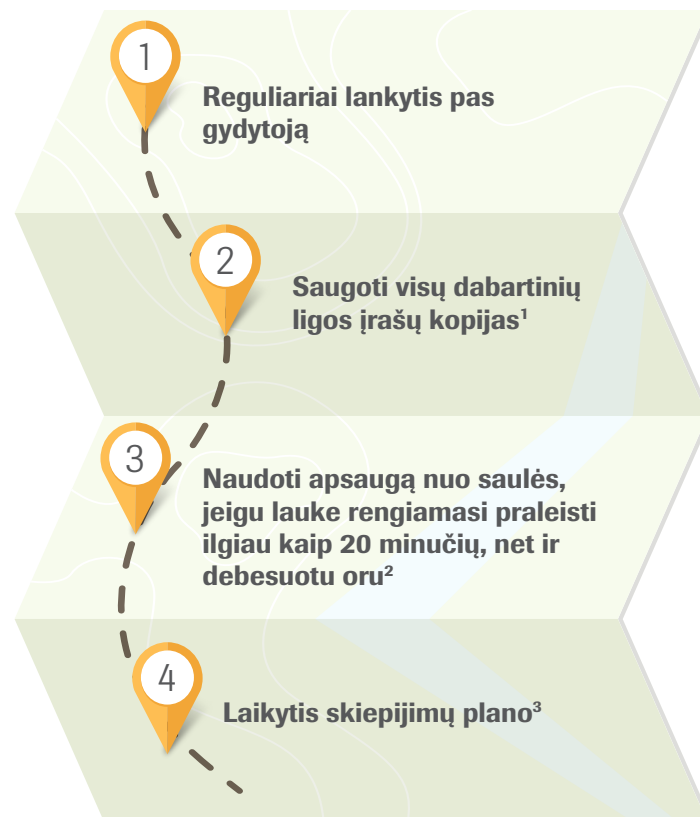 1
Reguliariai lankytis pas
gydytoją
2
Saugoti visų dabartinių
ligos įrašų kopijas¹
3
Naudoti apsaugą nuo saulės,
jeigu lauke rengiamasi praleisti
ilgiau kaip 20 minučių, net ir
debesuotu oru²
4
Laikytis skiepijimų plano³